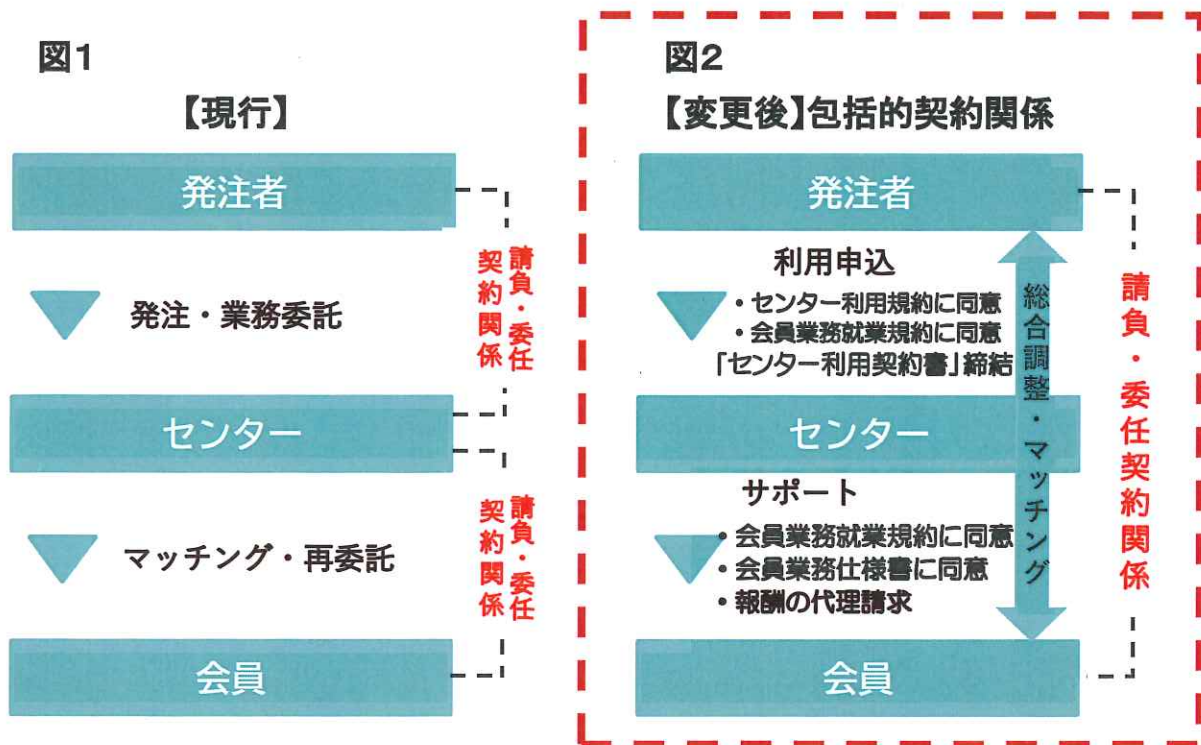 図1
【現行】
発注者
発注・業務委託
請負・委任
契約関係
センター
マッチング・再委託
請負・委任
契約関係
会員
図2
【変更後】包括的契約関係
発注者
利用申込
・センター利用規約に同意
・会員業務就業規約に同意
「センター利用契約書」締結
センター
サポート
・会員業務就業規約に同意
・会員業務仕様書に同意
・報酬の代理請求
総合調整・マッチング
請負・委任契約関係
会員